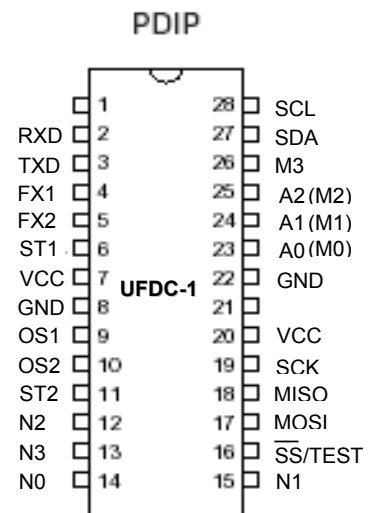 PDIP
1 28 SCL
RXD 2 27 SDA
TXD 3 26 M3
FX1 4 25 A2 (M2)
FX2 5 24 A1 (M1)
ST1 6 23 A0 (M0)
VCC 7 22 GND
UFDC-1
GND 8 21
OS1 9 20 VCC
OS2 10 19 SCK
ST2 11 18 MISO
N2 12 17 MOSI
N3 13 16 S̅S̅/TEST
N0 14 15 N1